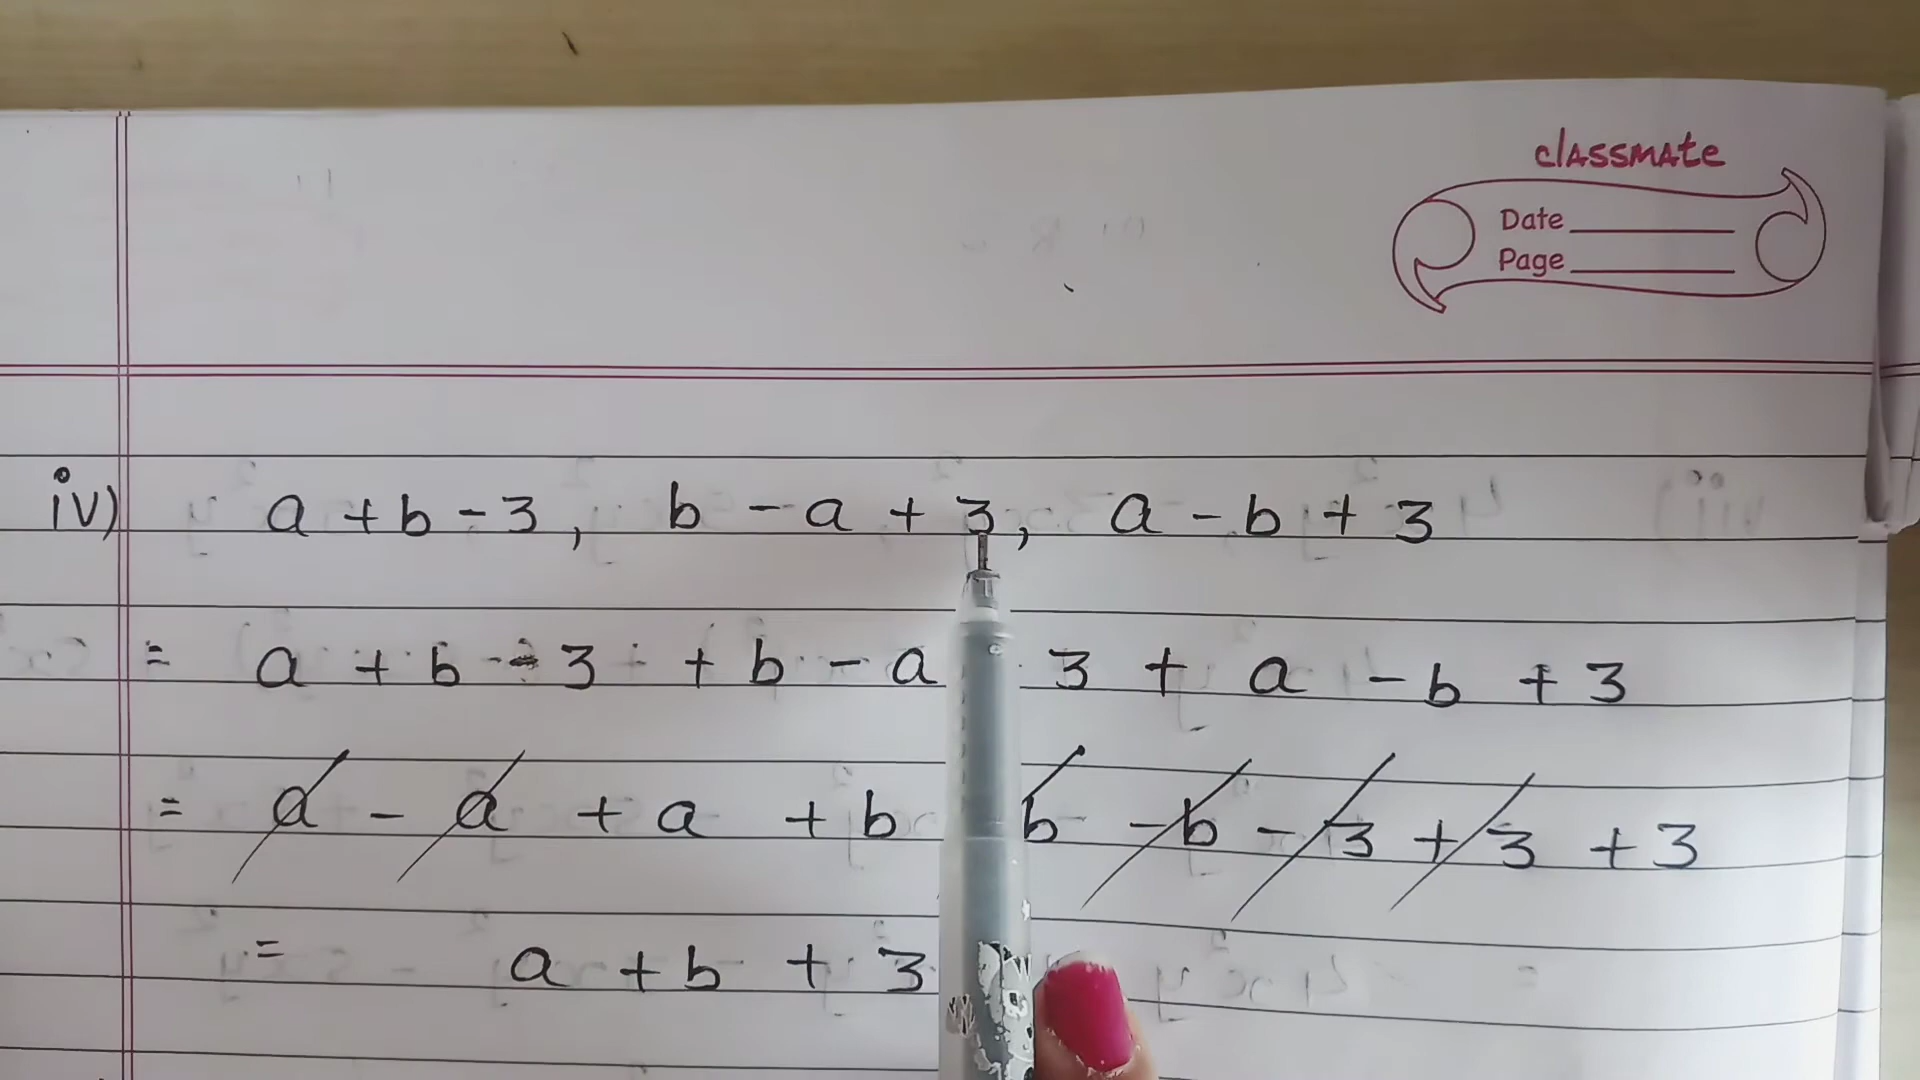 classmate
Date
Page
iv) a + b - 3, b - a + 3, a - b + 3
= a + b - 3 + b - a 3 + a - b + 3
= a - a + a + b b - b - 3 + 3 + 3
= a + b + 3